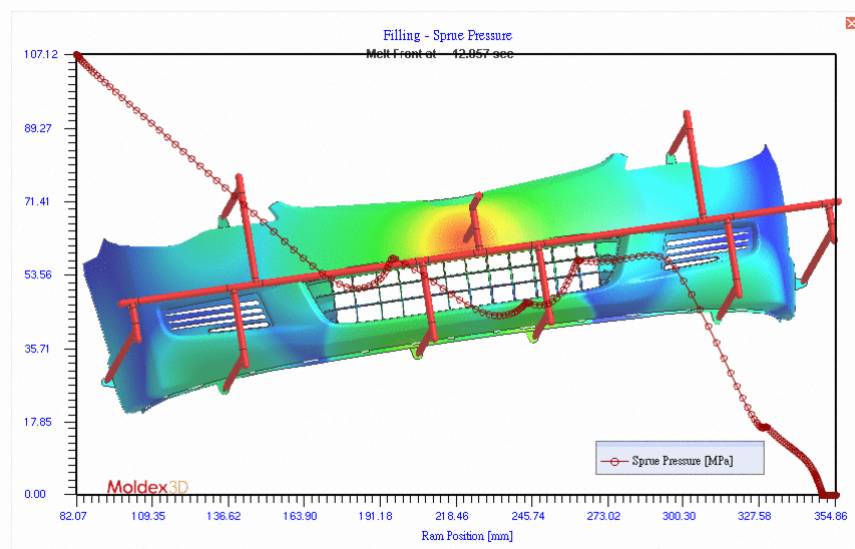 Filling - Sprue Pressure
Melt Front at 12.857 sec
107.12
89.27
71.41
53.56
35.71
17.85
0.00
Sprue Pressure [MPa]
Moldex3D
82.07 109.35 136.62 163.90 191.18 218.46 245.74 273.02 300.30 327.58 354.86
Ram Position [mm]